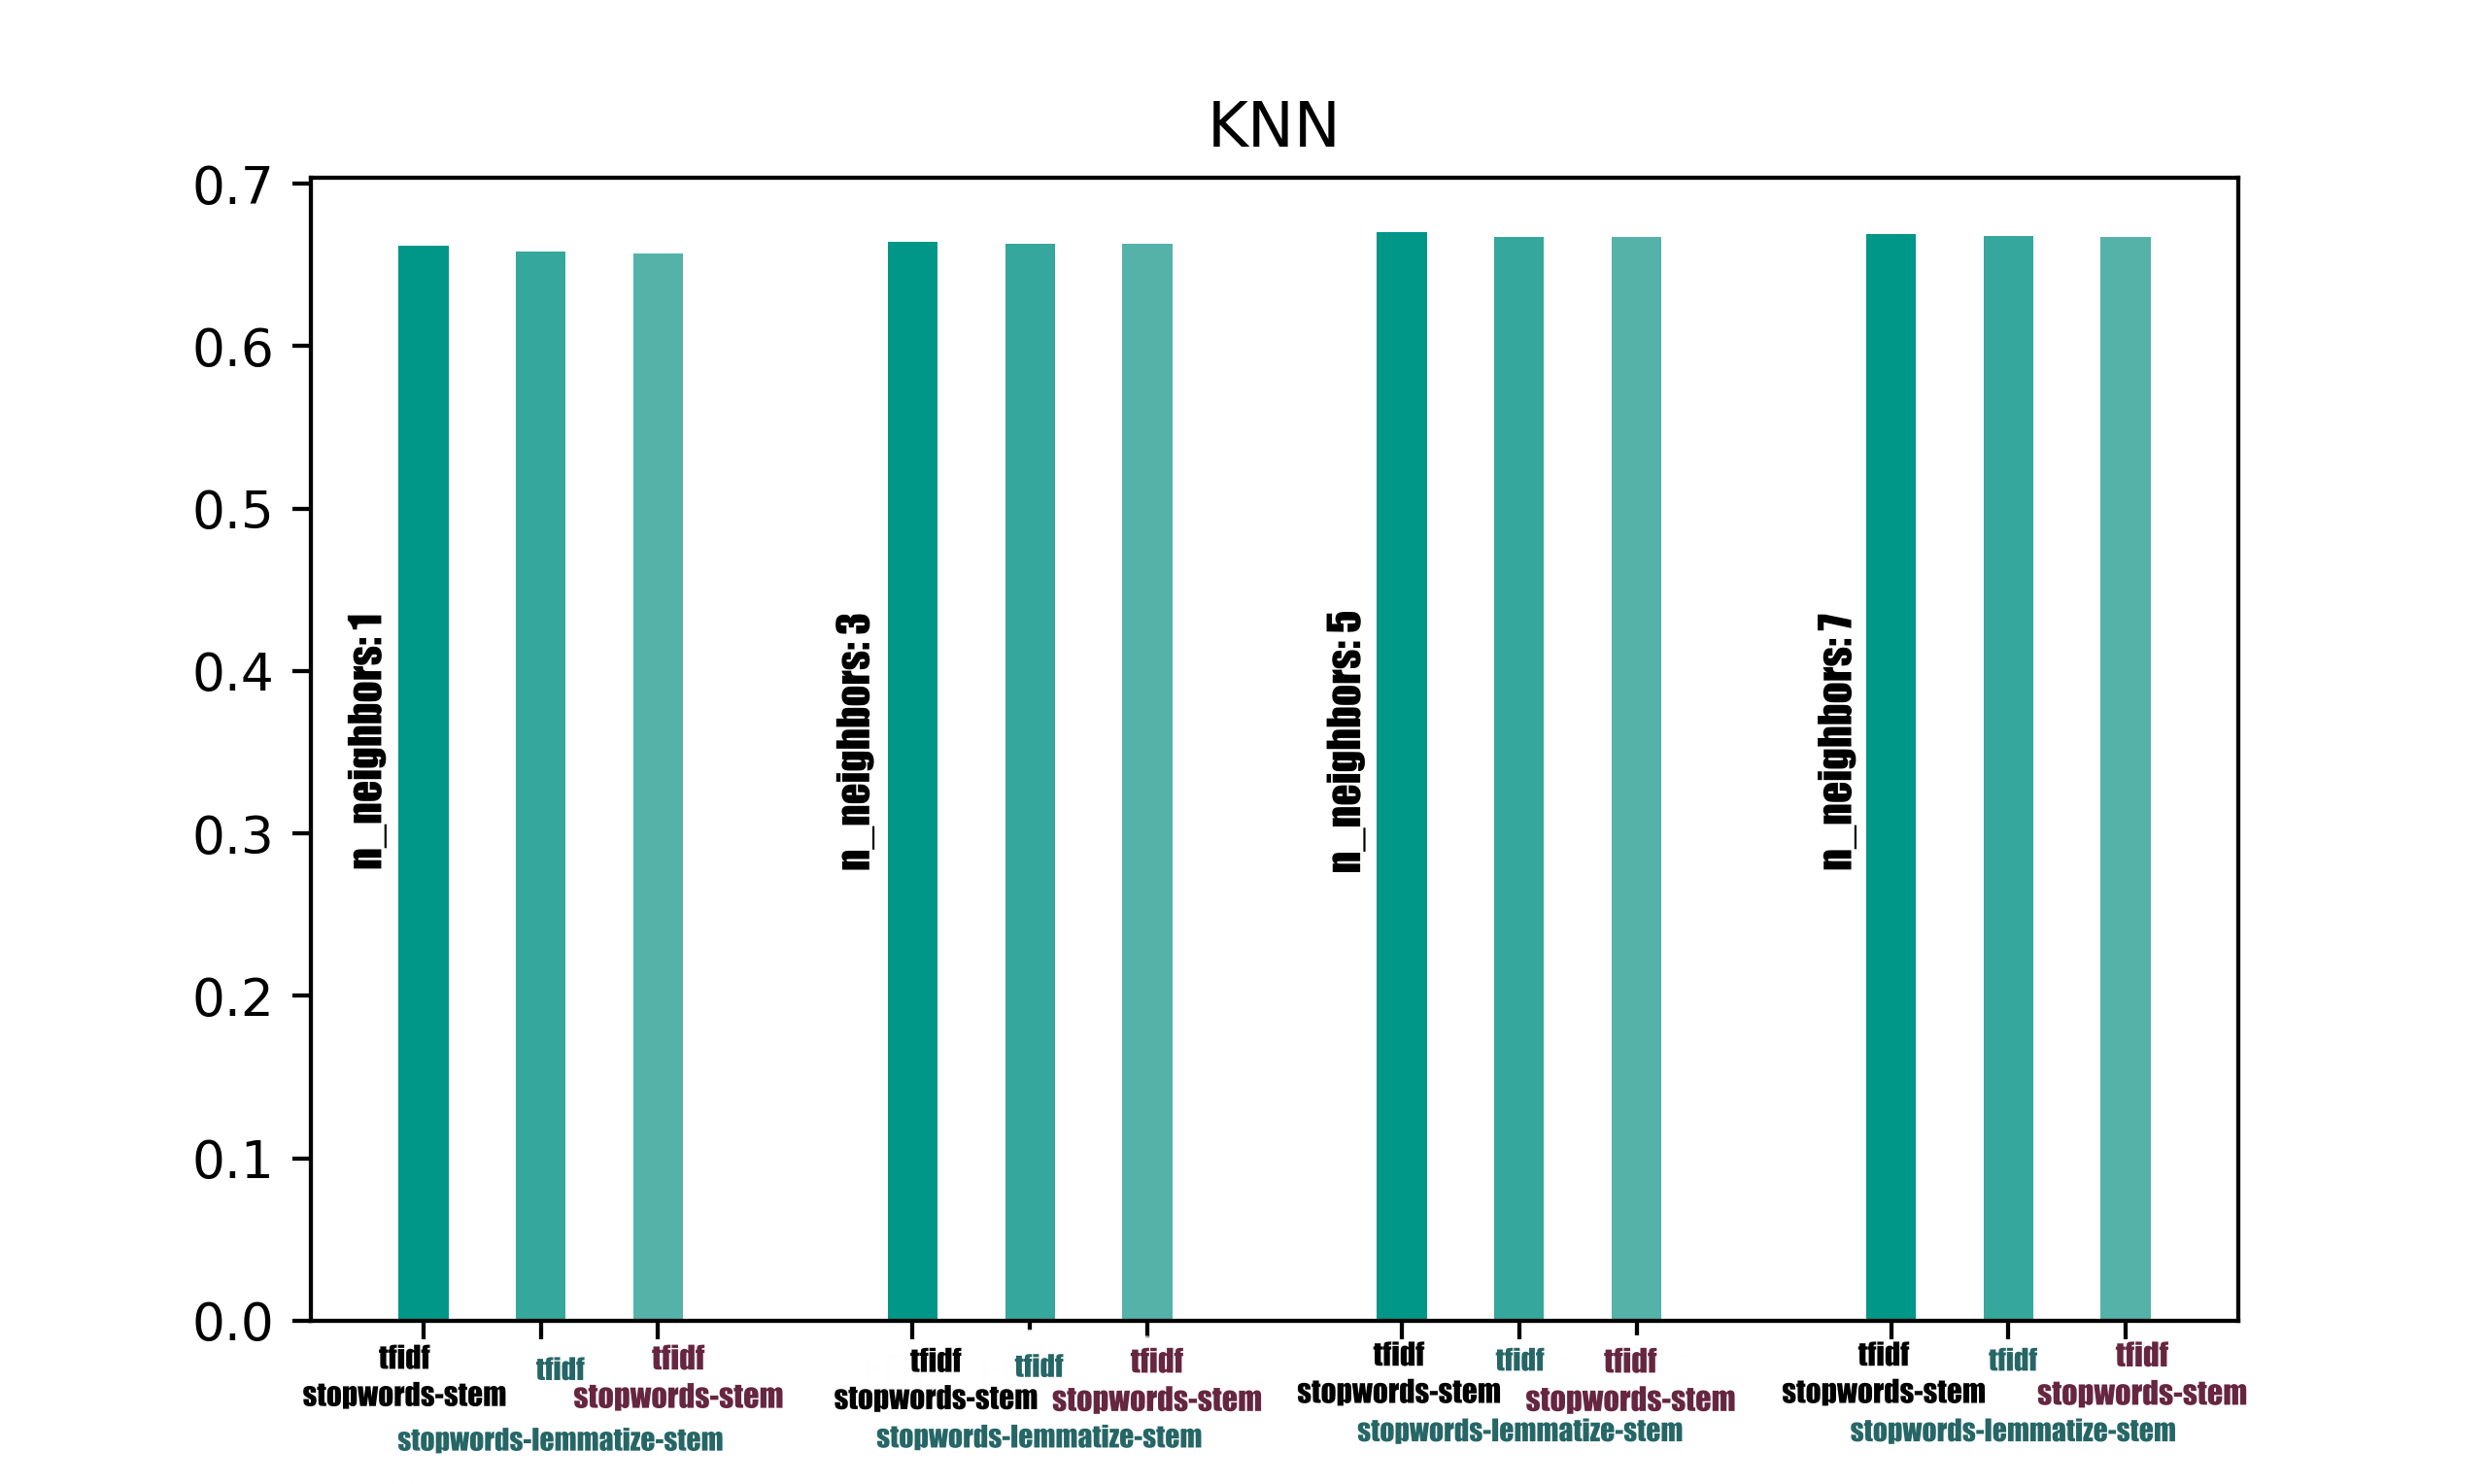 KNN
0.7
0.6
0.5
0.4
0.3
0.2
0.1
0.0
n_neighbors: 1
n_neighbors: 3
n_neighbors: 5
n_neighbors: 7
tfidf
stopwords-stem
tfidf
stopwords-lemmatize-stem
tfidf
stopwords-stem
tfidf
stopwords-stem
tfidf
stopwords-lemmatize-stem
tfidf
stopwords-stem
tfidf
stopwords-stem
tfidf
stopwords-lemmatize-stem
tfidf
stopwords-stem
tfidf
stopwords-stem
tfidf
stopwords-lemmatize-stem
tfidf
stopwords-stem